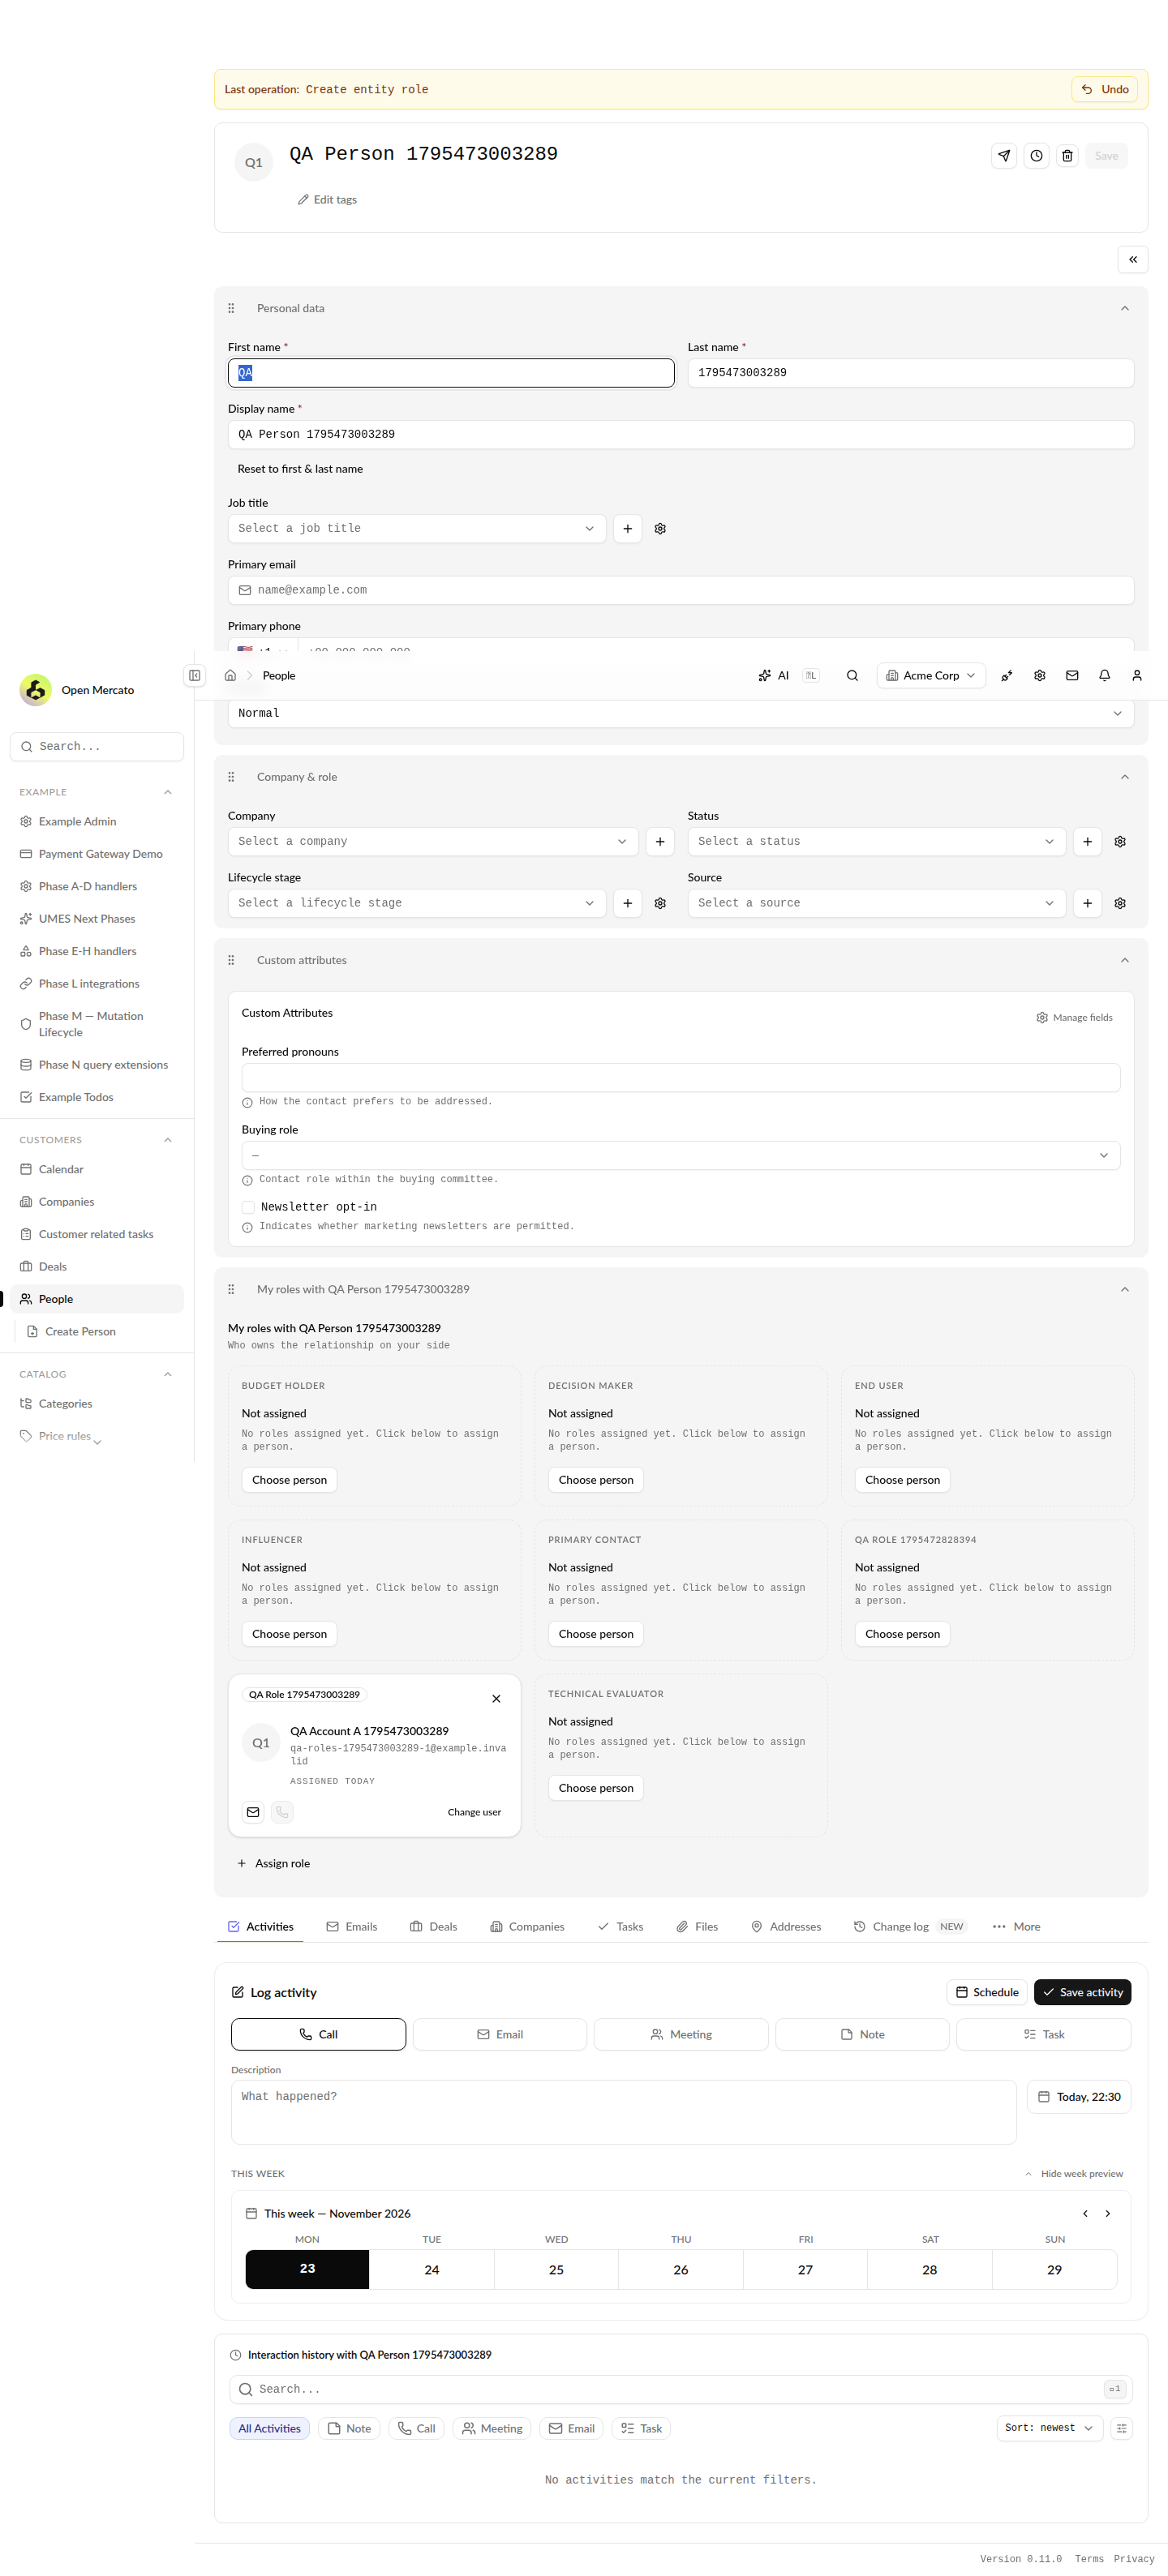 Last operation: Create entity role
Undo
Q1
QA Person 1795473003289
Save
Edit tags
Personal data
First name *
Last name *
QA
1795473003289
Display name *
QA Person 1795473003289
Reset to first & last name
Job title
Select a job title
Primary email
name@example.com
Primary phone
Open Mercato
People
AI
Acme Corp
Normal
Search...
EXAMPLE
Example Admin
Payment Gateway Demo
Phase A-D handlers
UMES Next Phases
Phase E-H handlers
Phase L integrations
Phase M — Mutation
Lifecycle
Phase N query extensions
Example Todos
CUSTOMERS
Calendar
Companies
Customer related tasks
Deals
People
Create Person
CATALOG
Categories
Price rules
Company & role
Company
Status
Select a company
Select a status
Lifecycle stage
Source
Select a lifecycle stage
Select a source
Custom attributes
Custom Attributes
Manage fields
Preferred pronouns
How the contact prefers to be addressed.
Buying role
—
Contact role within the buying committee.
Newsletter opt-in
Indicates whether marketing newsletters are permitted.
My roles with QA Person 1795473003289
My roles with QA Person 1795473003289
Who owns the relationship on your side
BUDGET HOLDER
Not assigned
No roles assigned yet. Click below to assign
a person.
Choose person
DECISION MAKER
Not assigned
No roles assigned yet. Click below to assign
a person.
Choose person
END USER
Not assigned
No roles assigned yet. Click below to assign
a person.
Choose person
INFLUENCER
Not assigned
No roles assigned yet. Click below to assign
a person.
Choose person
PRIMARY CONTACT
Not assigned
No roles assigned yet. Click below to assign
a person.
Choose person
QA ROLE 1795472828394
Not assigned
No roles assigned yet. Click below to assign
a person.
Choose person
QA Role 1795473003289
Q1
QA Account A 1795473003289
qa-roles-1795473003289-1@example.inva
lid
ASSIGNED TODAY
Change user
TECHNICAL EVALUATOR
Not assigned
No roles assigned yet. Click below to assign
a person.
Choose person
Assign role
Activities
Emails
Deals
Companies
Tasks
Files
Addresses
Change log NEW
More
Log activity
Schedule
Save activity
Call
Email
Meeting
Note
Task
Description
What happened?
Today, 22:30
THIS WEEK
Hide week preview
This week — November 2026
MON TUE WED THU FRI SAT SUN
23 24 25 26 27 28 29
Interaction history with QA Person 1795473003289
Search...
1
All Activities
Note
Call
Meeting
Email
Task
Sort: newest
No activities match the current filters.
Version 0.11.0
Terms
Privacy